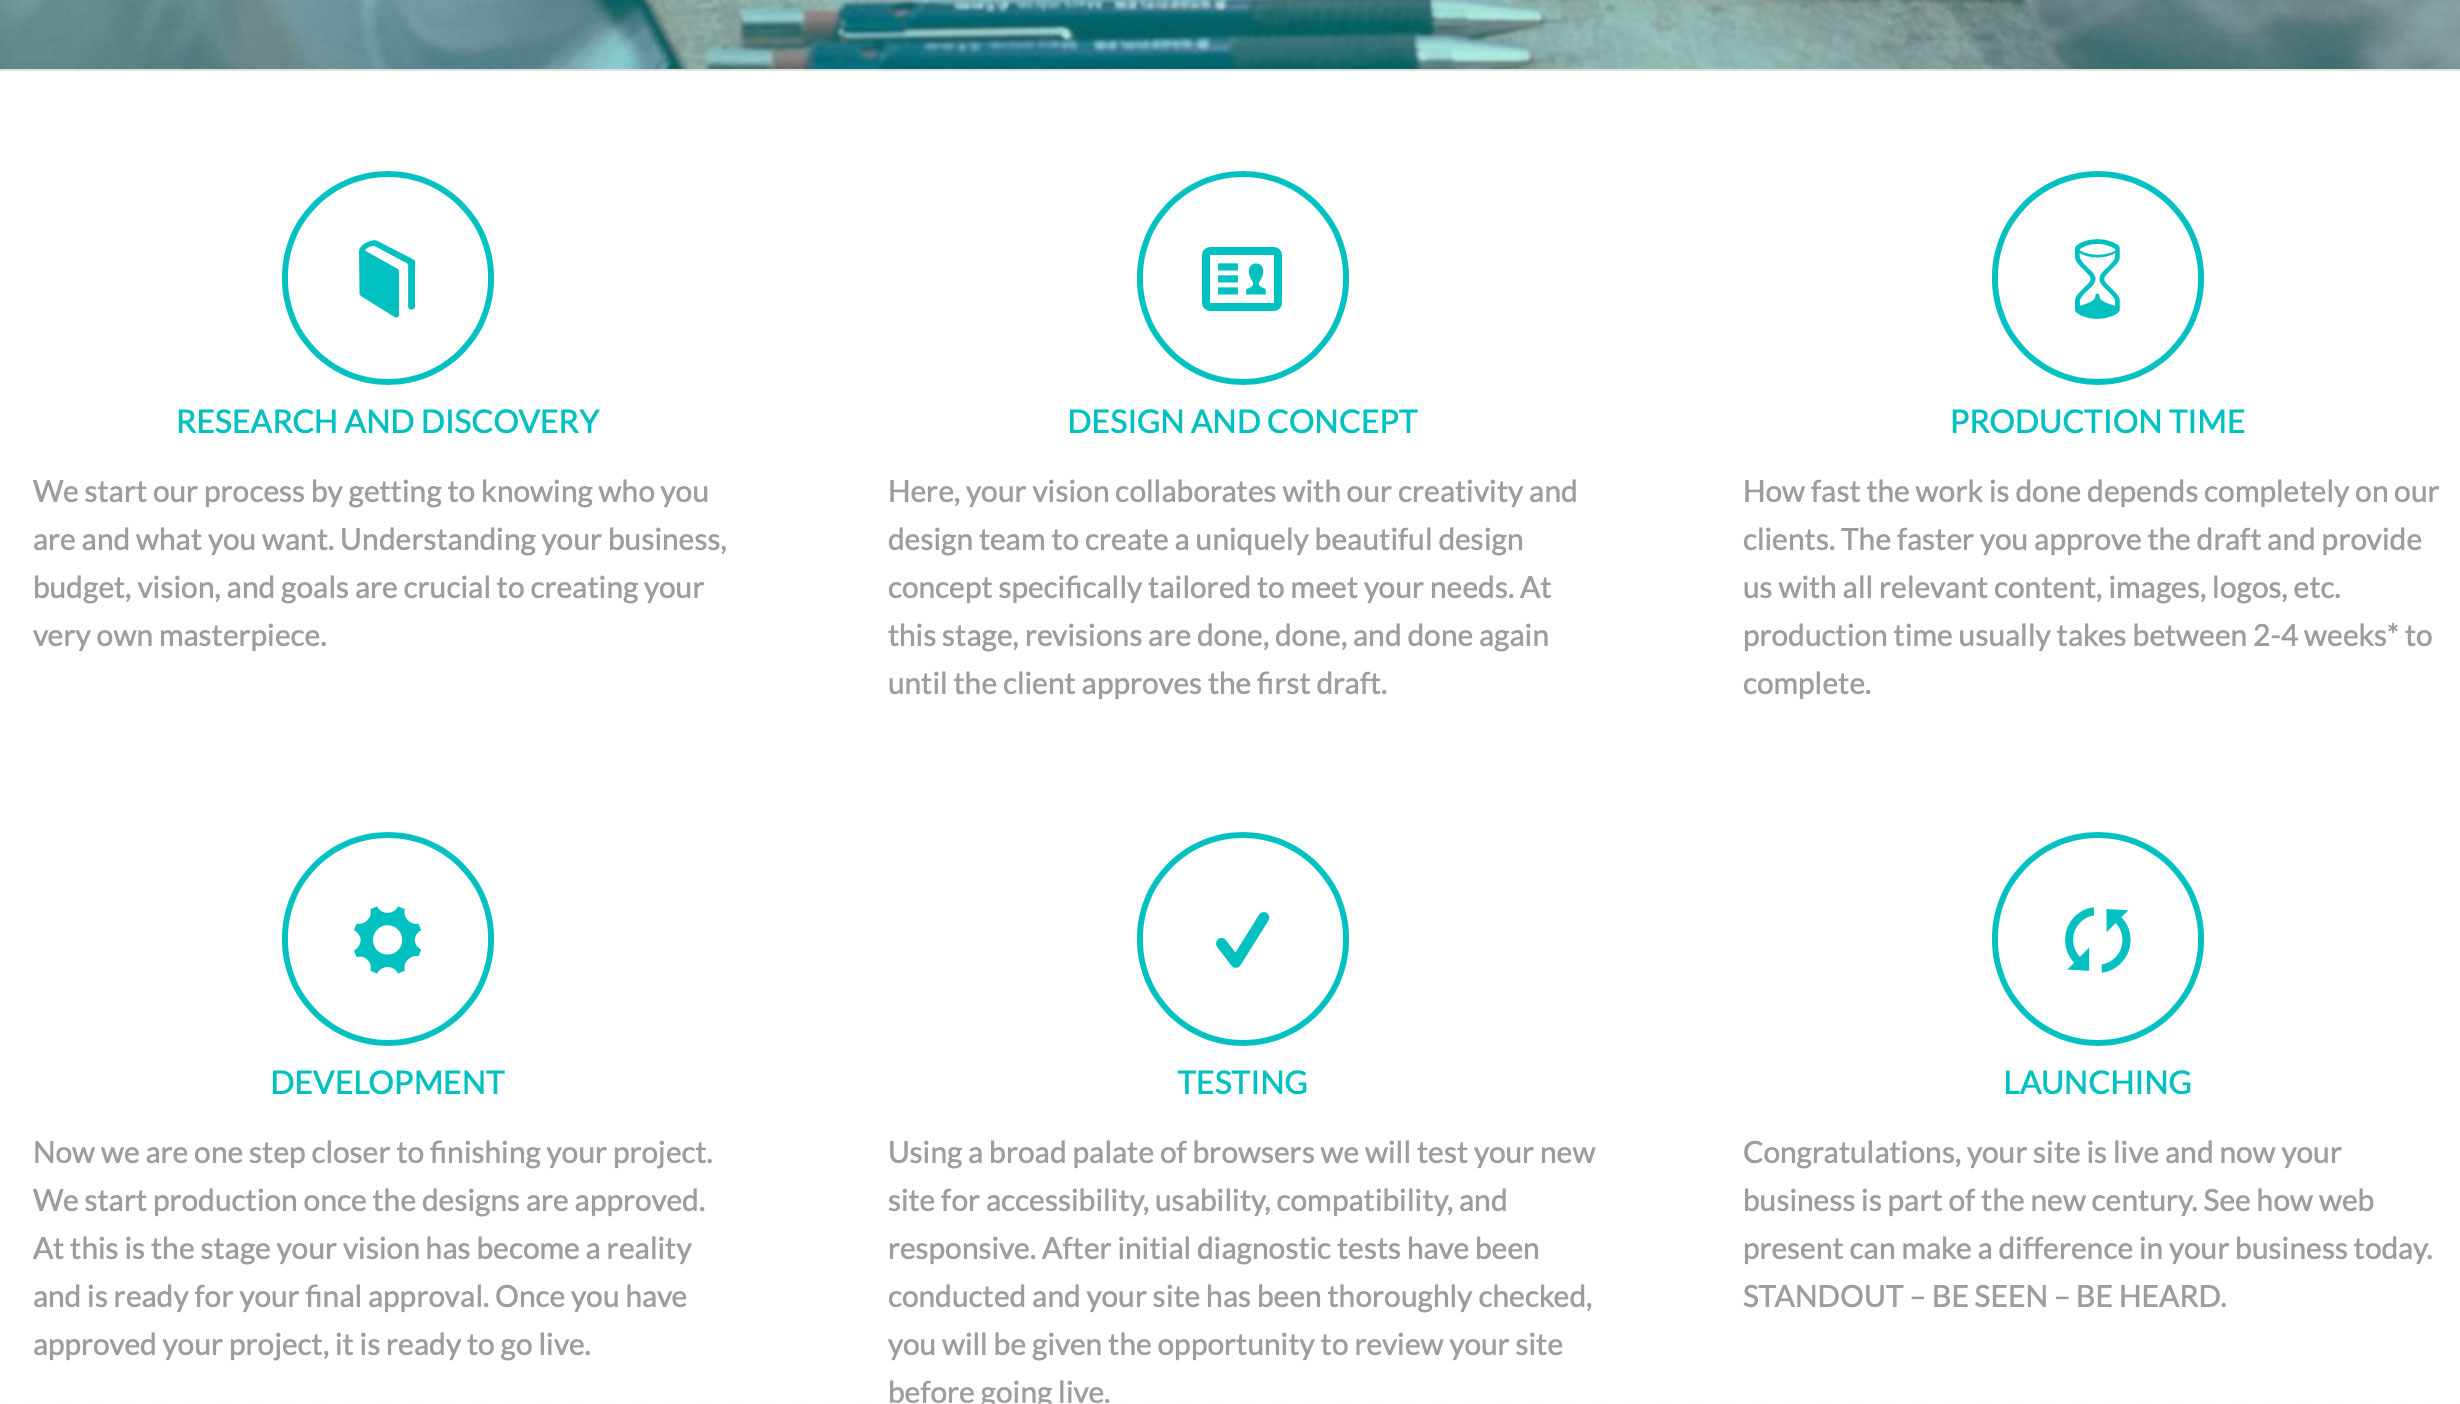 RESEARCH AND DISCOVERY
We start our process by getting to knowing who you
are and what you want. Understanding your business,
budget, vision, and goals are crucial to creating your
very own masterpiece.
DESIGN AND CONCEPT
Here, your vision collaborates with our creativity and
design team to create a uniquely beautiful design
concept specifically tailored to meet your needs. At
this stage, revisions are done, done, and done again
until the client approves the first draft.
PRODUCTION TIME
How fast the work is done depends completely on our
clients. The faster you approve the draft and provide
us with all relevant content, images, logos, etc.
production time usually takes between 2-4 weeks* to
complete.
DEVELOPMENT
Now we are one step closer to finishing your project.
We start production once the designs are approved.
At this is the stage your vision has become a reality
and is ready for your final approval. Once you have
approved your project, it is ready to go live.
TESTING
Using a broad palate of browsers we will test your new
site for accessibility, usability, compatibility, and
responsive. After initial diagnostic tests have been
conducted and your site has been thoroughly checked,
you will be given the opportunity to review your site
before going live.
LAUNCHING
Congratulations, your site is live and now your
business is part of the new century. See how web
present can make a difference in your business today.
STANDOUT – BE SEEN – BE HEARD.